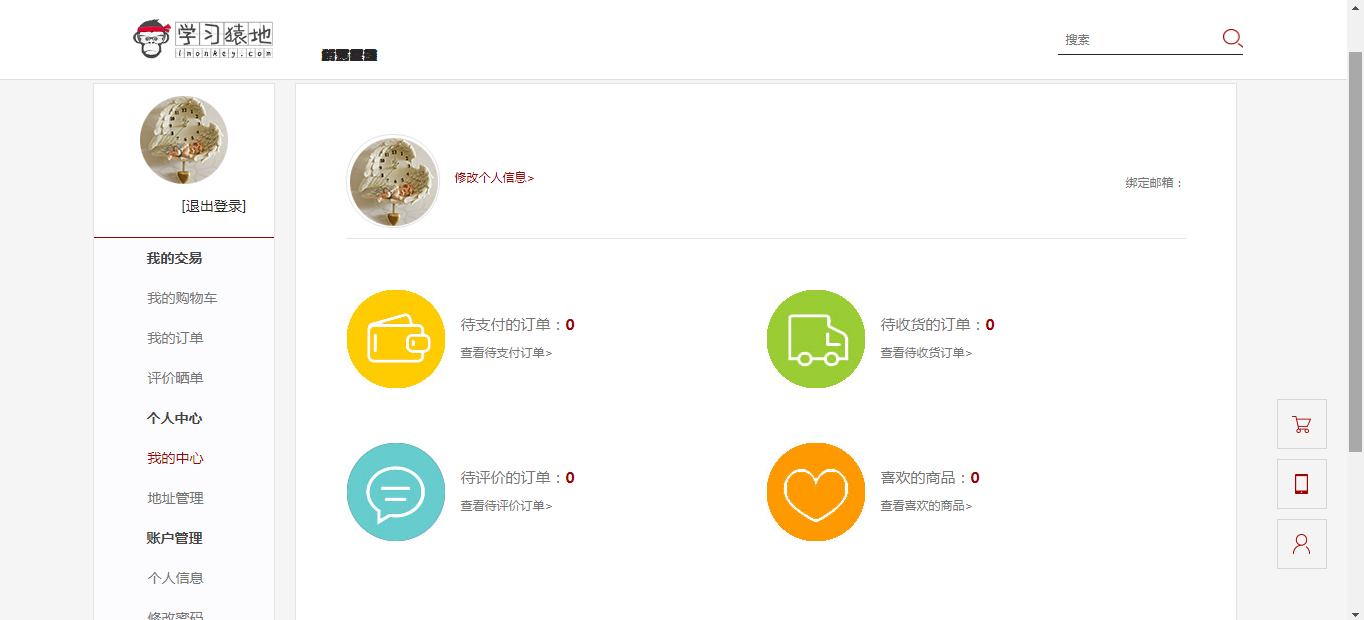 学习猿地
lmonkey.com
搜索
[退出登录]
我的交易
我的购物车
我的订单
评价晒单
个人中心
我的中心
地址管理
账户管理
个人信息
修改密码
修改个人信息>
绑定邮箱：
待支付的订单：0
查看待支付订单>
待收货的订单：0
查看待收货订单>
待评价的订单：0
查看待评价订单>
喜欢的商品：0
查看喜欢的商品>